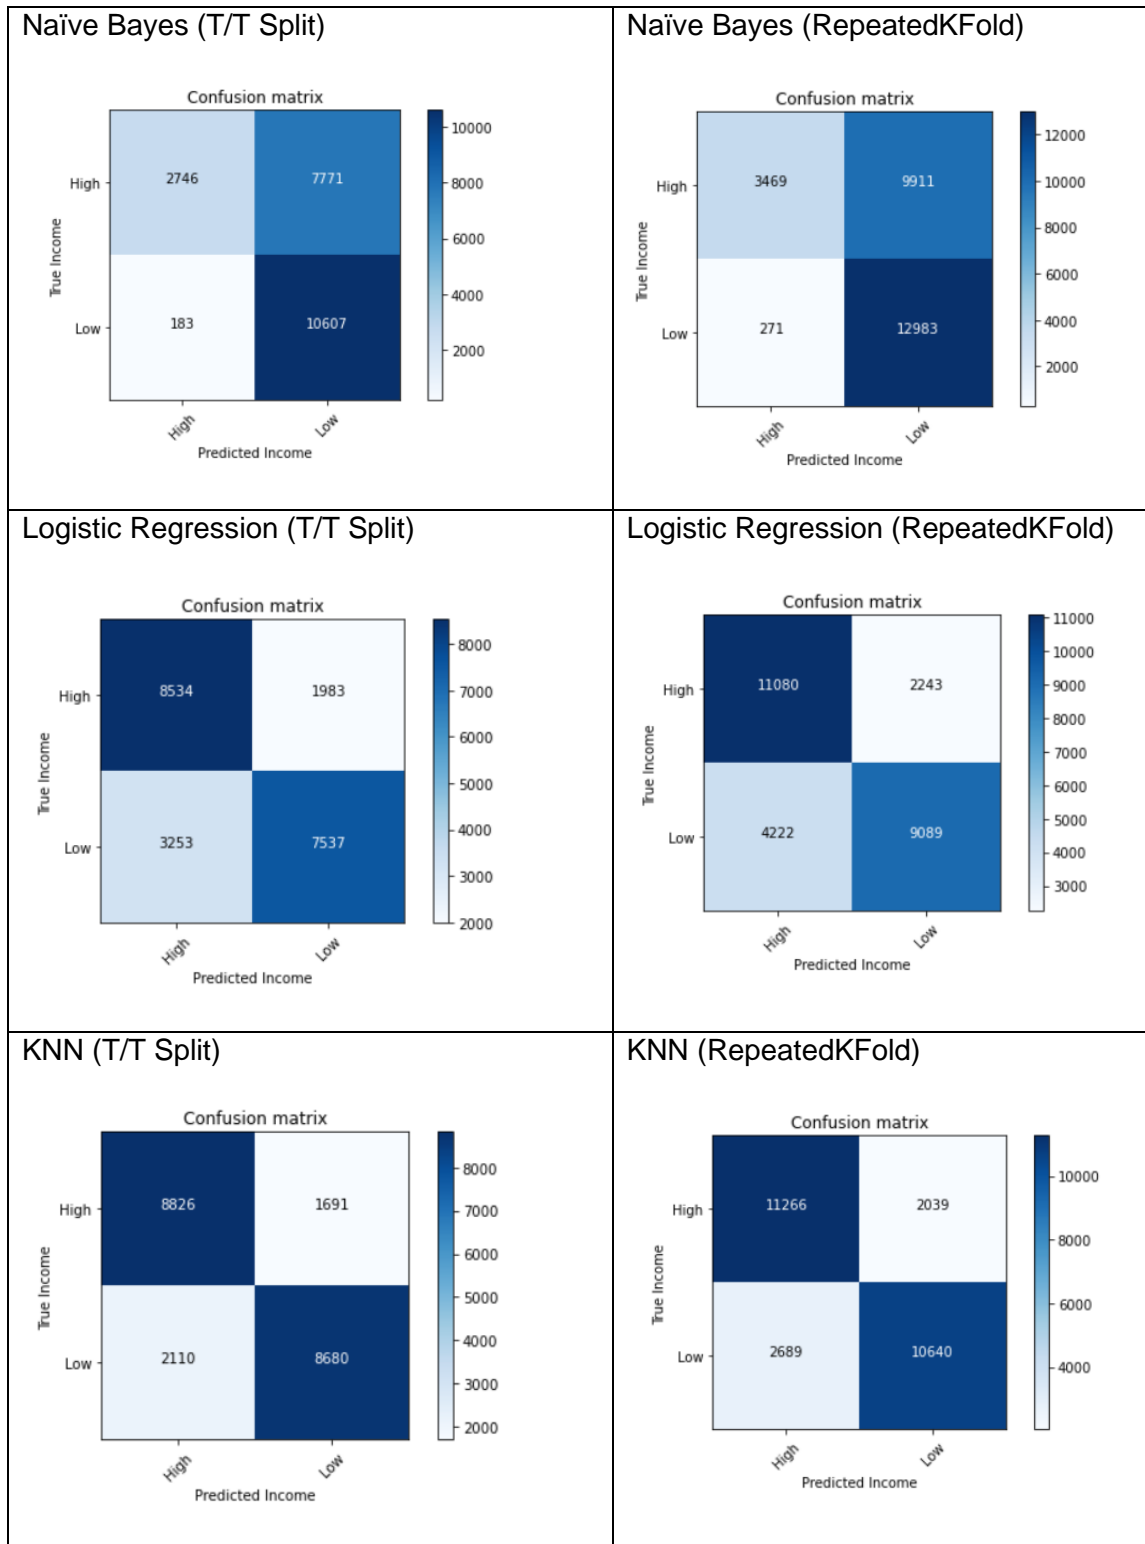 Naïve Bayes (T/T Split)
Confusion matrix
High
2746
7771
Low
183
10607
High
Low
True Income
Predicted Income
10000
8000
6000
4000
2000
Naïve Bayes (RepeatedKFold)
Confusion matrix
High
3469
9911
Low
271
12983
High
Low
True Income
Predicted Income
12000
10000
8000
6000
4000
2000
Logistic Regression (T/T Split)
Confusion matrix
High
8534
1983
Low
3253
7537
High
Low
True Income
Predicted Income
8000
7000
6000
5000
4000
3000
2000
Logistic Regression (RepeatedKFold)
Confusion matrix
High
11080
2243
Low
4222
9089
High
Low
True Income
Predicted Income
11000
10000
9000
8000
7000
6000
5000
4000
3000
KNN (T/T Split)
Confusion matrix
High
8826
1691
Low
2110
8680
High
Low
True Income
Predicted Income
8000
7000
6000
5000
4000
3000
2000
KNN (RepeatedKFold)
Confusion matrix
High
11266
2039
Low
2689
10640
High
Low
True Income
Predicted Income
10000
8000
6000
4000